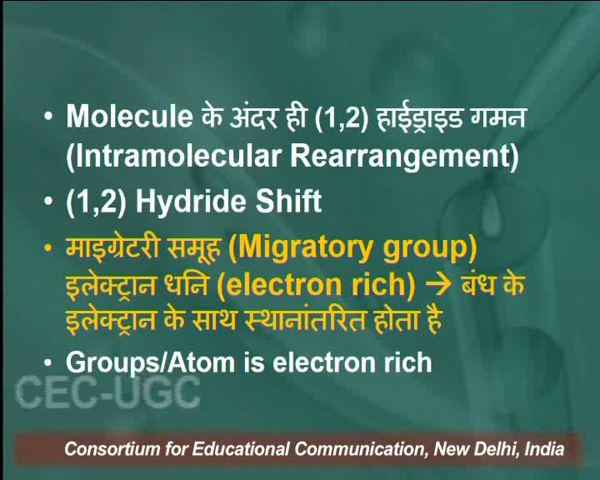 • Molecule के अंदर ही (1,2) हाईड्राइड गमन
(Intramolecular Rearrangement)
• (1,2) Hydride Shift
• माइग्रेटरी समूह (Migratory group)
इलेक्ट्रान धनि (electron rich) → बंध के
इलेक्ट्रान के साथ स्थानांतरित होता है
• Groups/Atom is electron rich
CEC-UGC
Consortium for Educational Communication, New Delhi, India